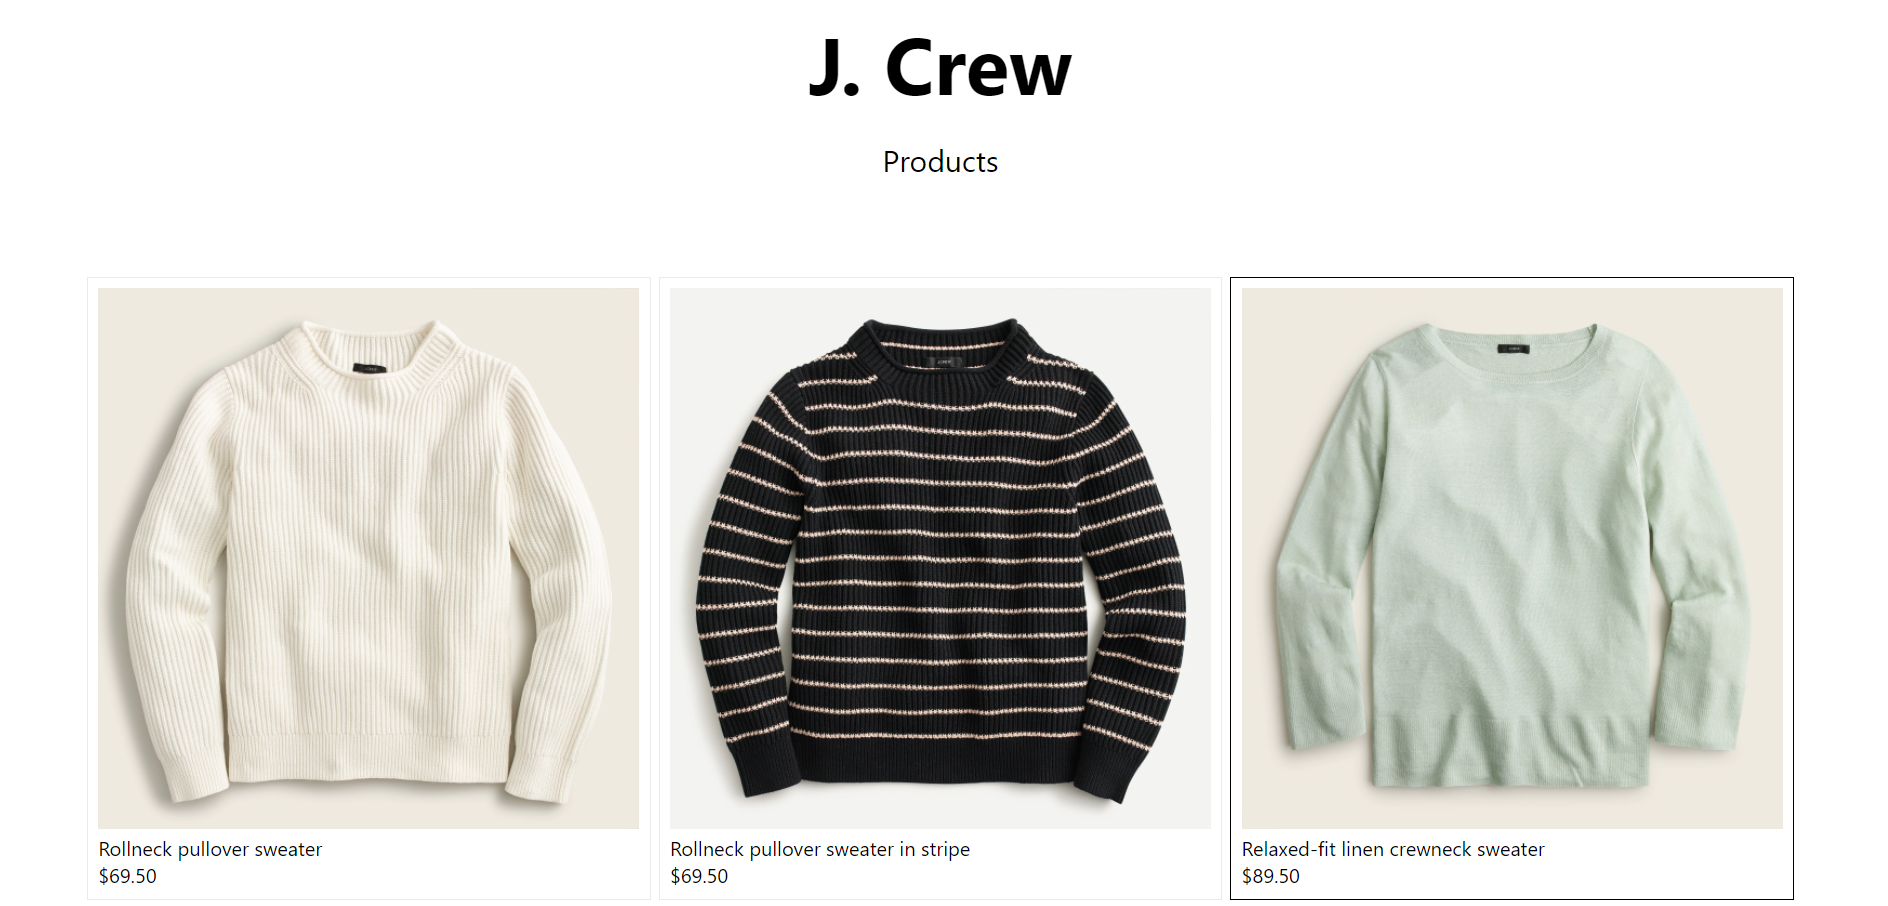 J. Crew
Products
Rollneck pullover sweater
$69.50
Rollneck pullover sweater in stripe
$69.50
Relaxed-fit linen crewneck sweater
$89.50